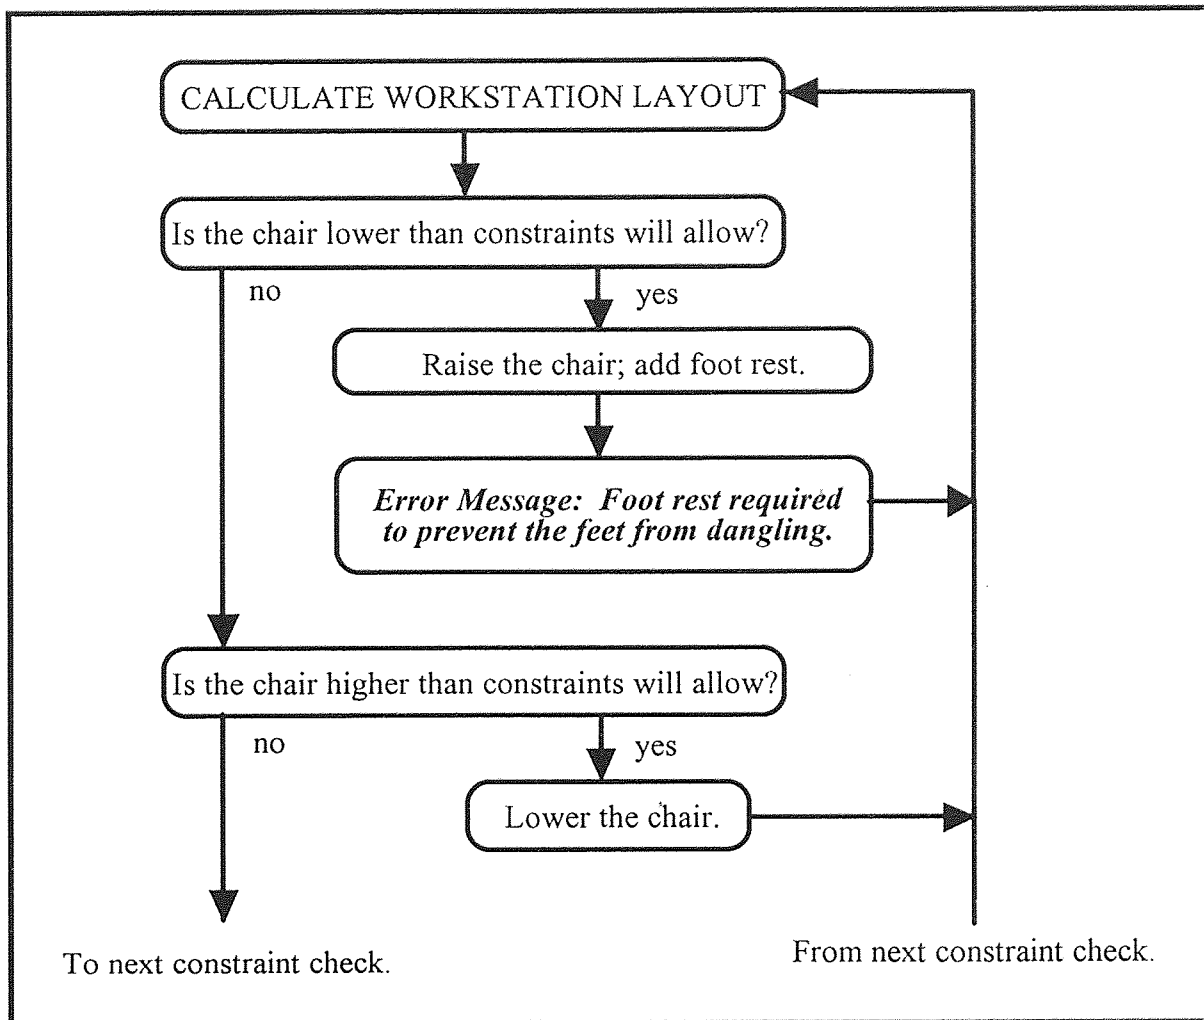 CALCULATE WORKSTATION LAYOUT
Is the chair lower than constraints will allow?
no
yes
Raise the chair; add foot rest.
Error Message: Foot rest required
to prevent the feet from dangling.
Is the chair higher than constraints will allow?
no
yes
Lower the chair.
To next constraint check.
From next constraint check.